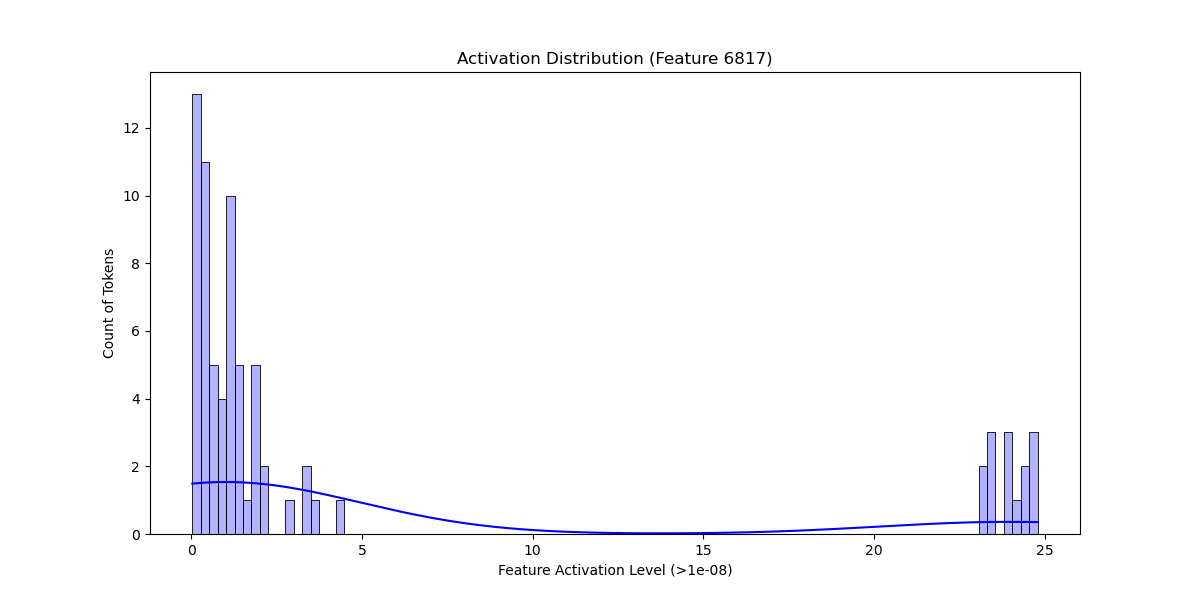 Activation Distribution (Feature 6817)
Count of Tokens
12
10
8
6
4
2
0
0 5 10 15 20 25
Feature Activation Level (>1e-08)